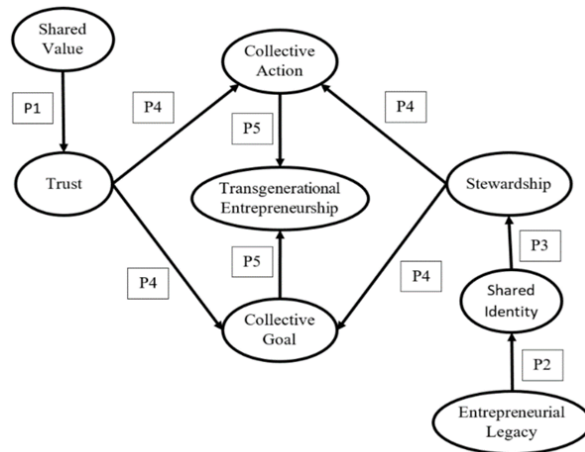 Shared
Value
Collective
Action
P1
P4
P4
P5
Trust
Transgenerational
Entrepreneurship
Stewardship
P4
P5
P4
P3
Collective
Goal
Shared
Identity
P2
Entrepreneurial
Legacy